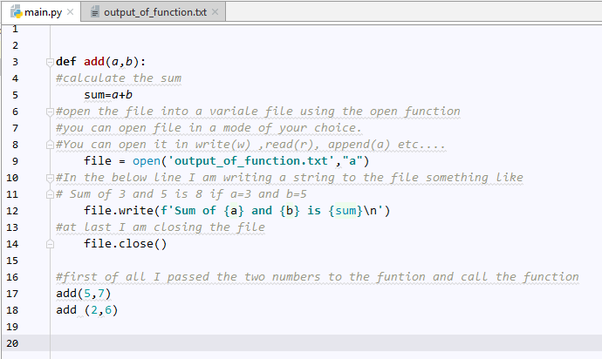 main.py output_of_function.txt
1
2
3 def add(a,b):
4 #calculate the sum
5 sum=a+b
6 #open the file into a variale file using the open function
7 #you can open file in a mode of your choice.
8 #You can open it in write(w) ,read(r), append(a) etc....
9 file = open('output_of_function.txt',"a")
10 #In the below line I am writing a string to the file something like
11 # Sum of 3 and 5 is 8 if a=3 and b=5
12 file.write(f'Sum of {a} and {b} is {sum}\n')
13 #at last I am closing the file
14 file.close()
15
16 #first of all I passed the two numbers to the funtion and call the function
17 add(5,7)
18 add (2,6)
19
20